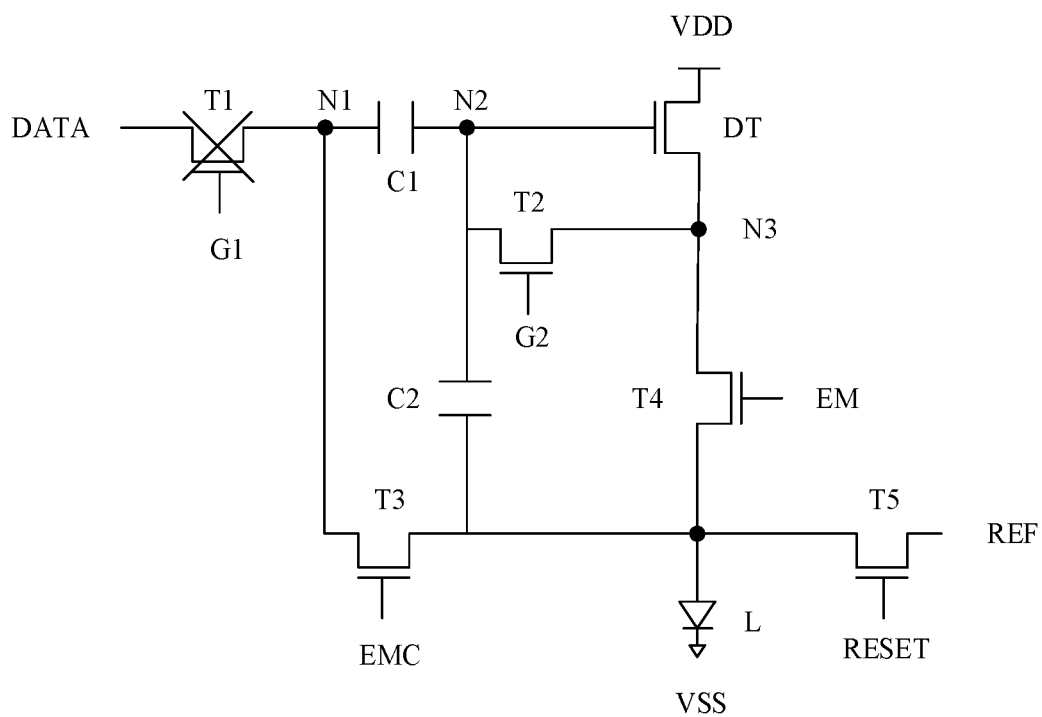 VDD
T1
N1
N2
DATA
DT
C1
T2
G1
N3
G2
C2
T4
EM
T3
T5
REF
L
EMC
RESET
VSS